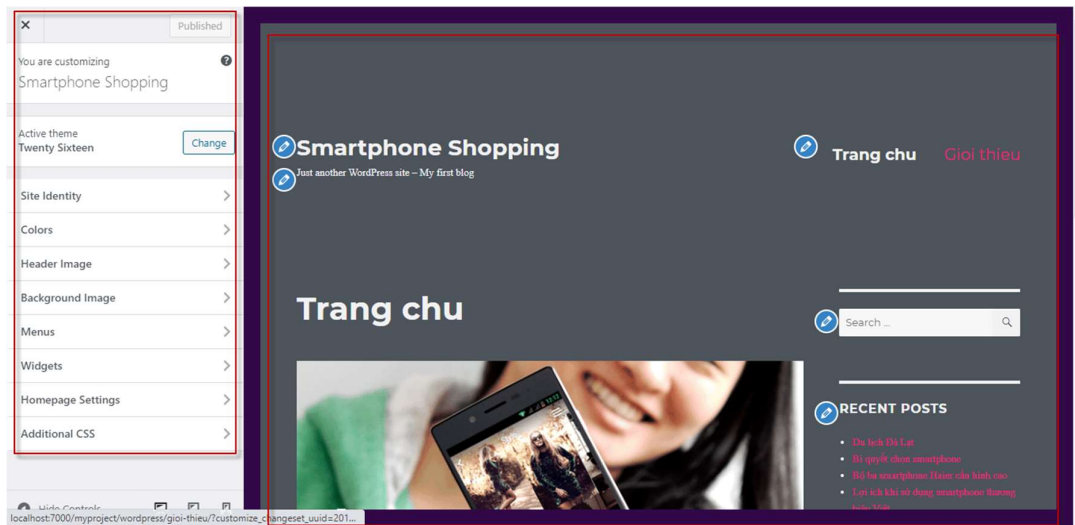 Published
You are customizing
Smartphone Shopping
Active theme
Twenty Sixteen
Change
Site Identity
Colors
Header Image
Background Image
Menus
Widgets
Homepage Settings
Additional CSS
Hide Controls
localhost:7000/myproject/wordpress/gioi-thieu/?customize_changeset_uuid=201...
Smartphone Shopping
Just another WordPress site – My first blog
Trang chu
Gioi thieu
Trang chu
Search ...
RECENT POSTS
Du lịch Đà Lạt
Bí quyết chọn smartphone
Bộ ba smartphone Hxim cấu hình cao
Lợi ích khi sử dụng smartphone thương
hiệu Việt